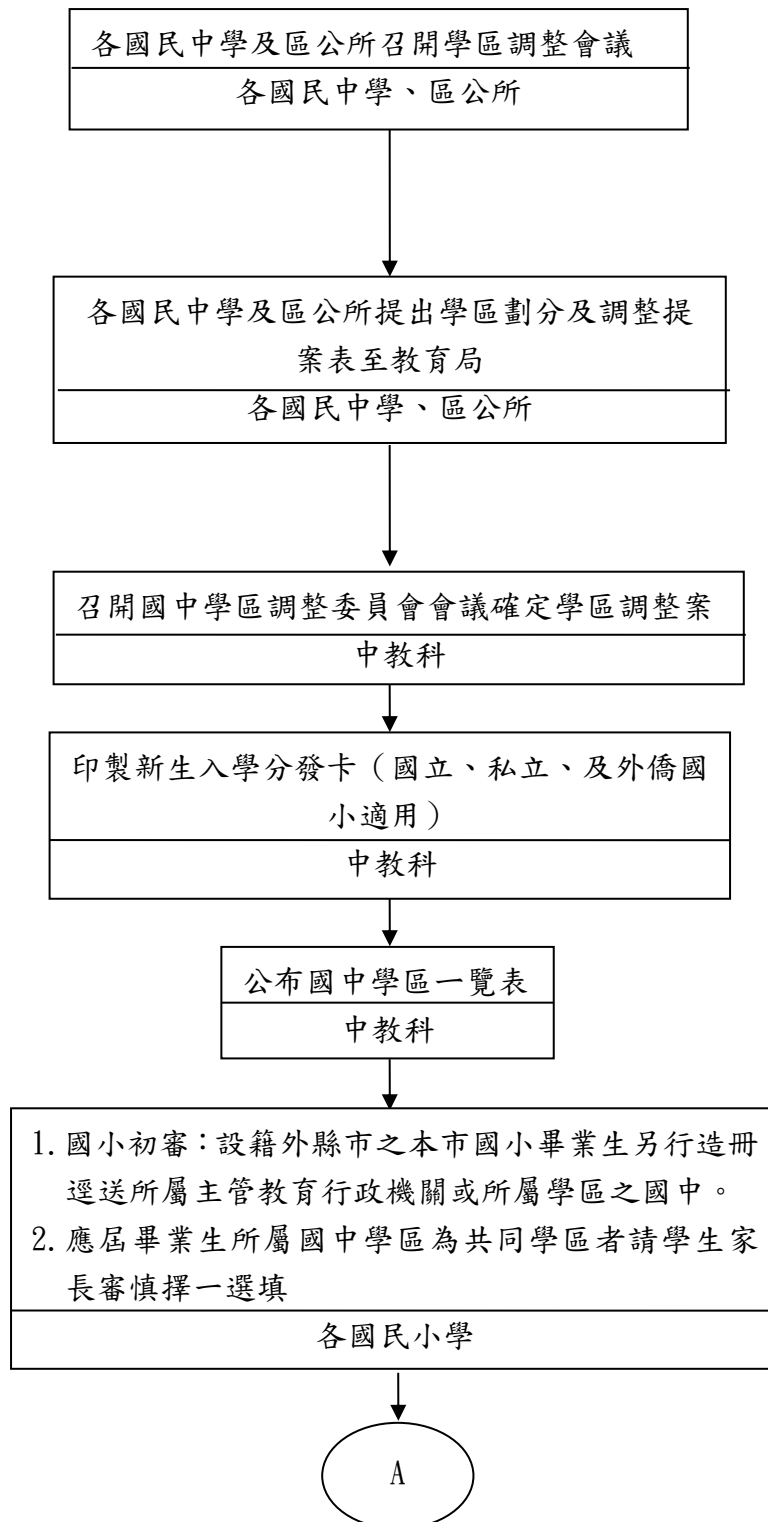 各國民中學及區公所召開學區調整會議
各國民中學、區公所
各國民中學及區公所提出學區劃分及調整提
案表至教育局
各國民中學、區公所
召開國中學區調整委員會會議確定學區調整案
中教科
印製新生入學分發卡（國立、私立、及外僑國
小適用）
中教科
公布國中學區一覽表
中教科
1. 國小初審：設籍外縣市之本市國小畢業生另行造冊
逕送所屬主管教育行政機關或所屬學區之國中。
2. 應屆畢業生所屬國中學區為共同學區者請學生家
長審慎擇一選填
各國民小學
A